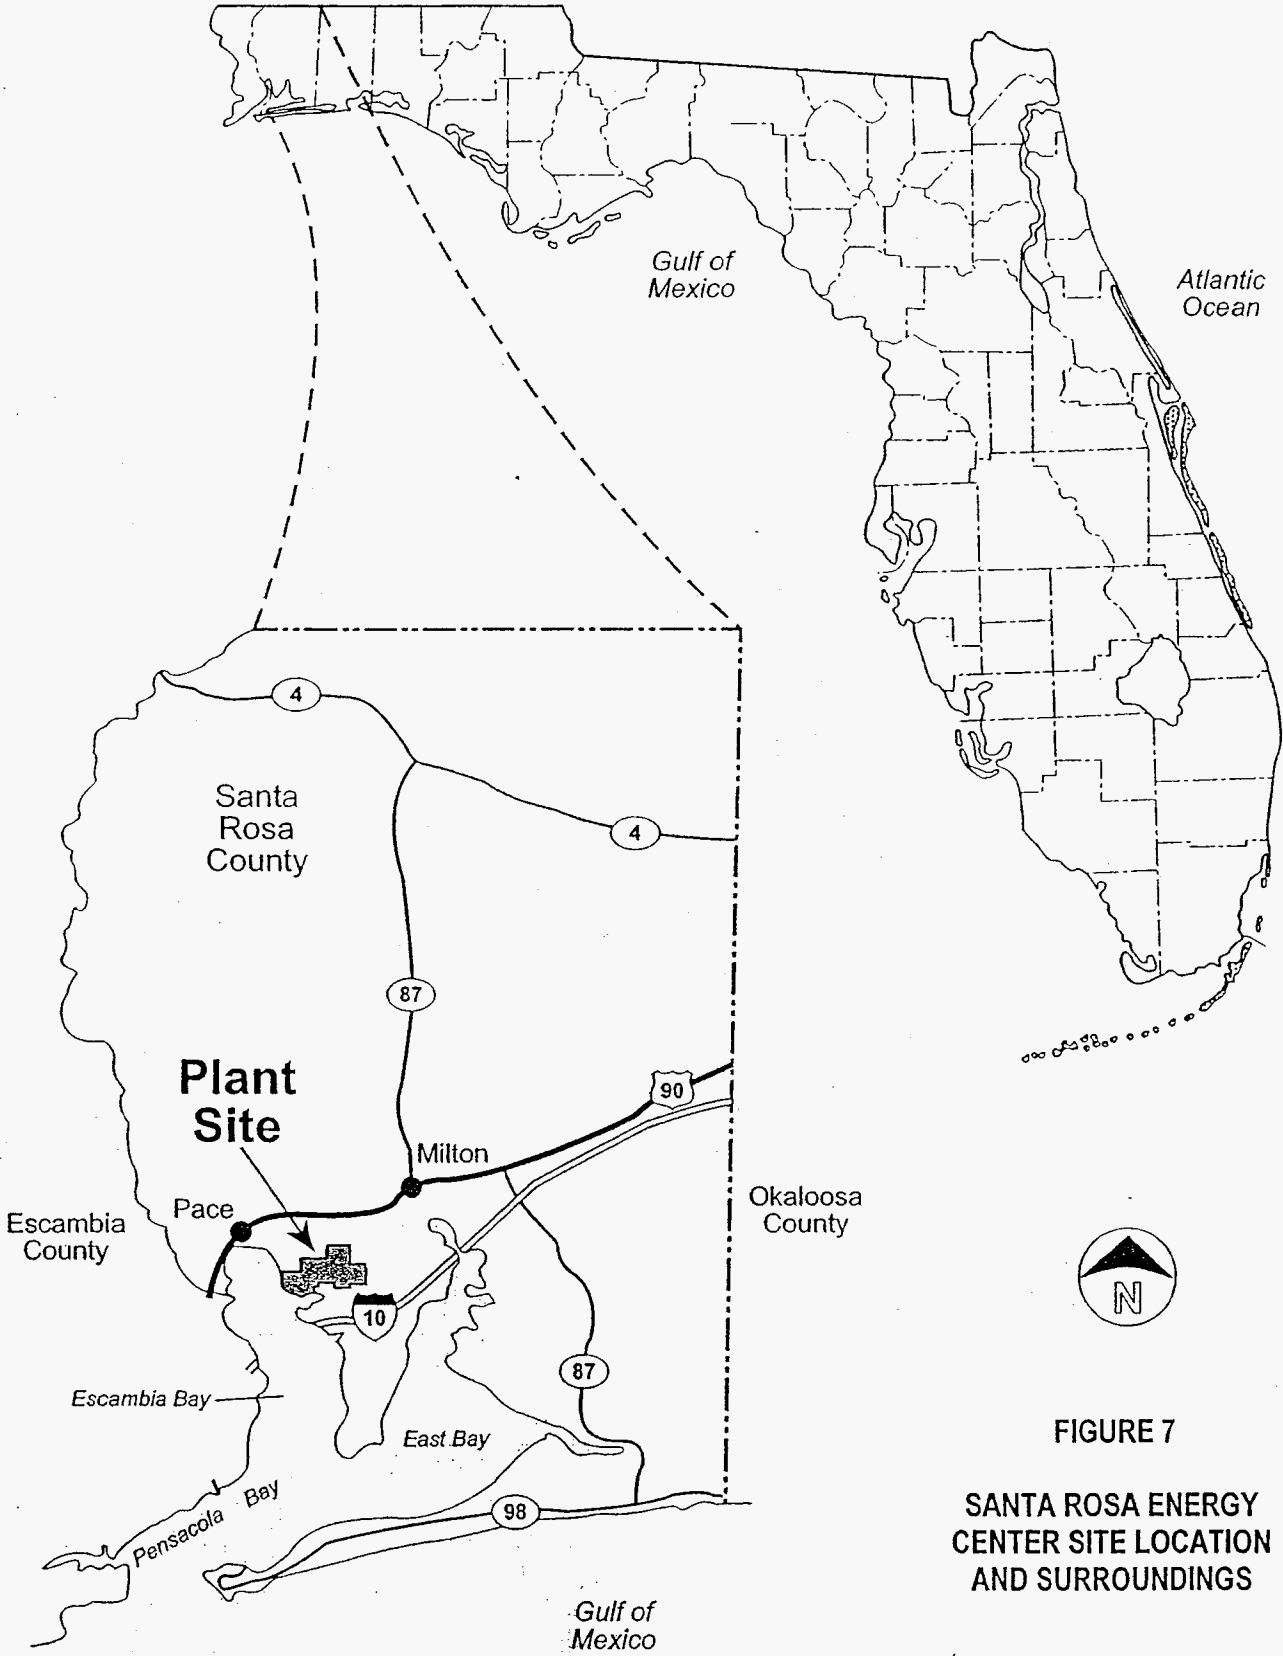 Gulf of
Mexico
Atlantic
Ocean
4
Santa
Rosa
County
4
87
Plant
Site
90
Milton
Pace
Escambia
County
Okaloosa
County
N
10
87
Escambia Bay
East Bay
FIGURE 7
Pensacola Bay
98
SANTA ROSA ENERGY
CENTER SITE LOCATION
AND SURROUNDINGS
Gulf of
Mexico